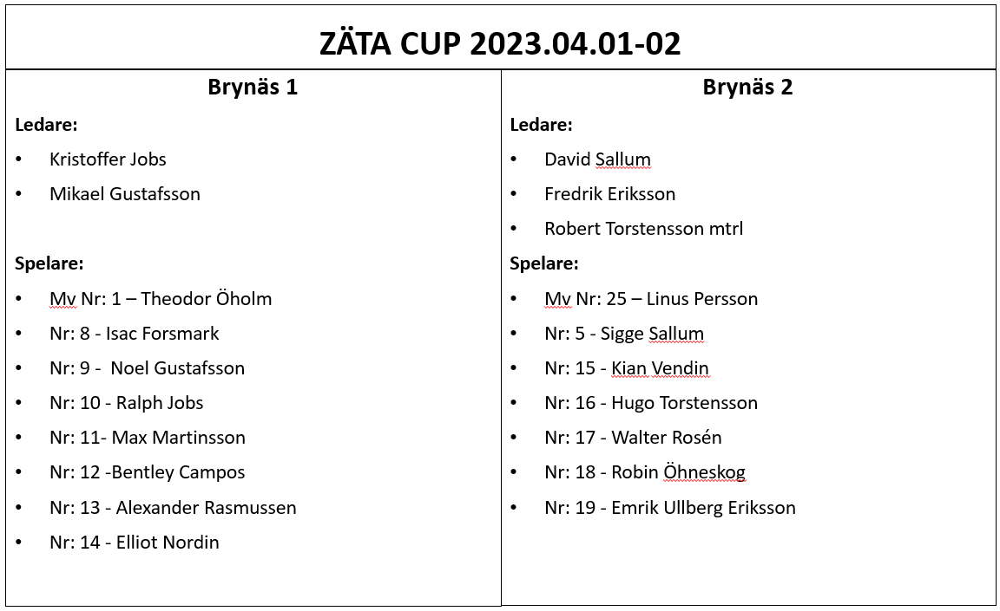 ZÄTA CUP 2023.04.01-02
Brynäs 1
Ledare:
• Kristoffer Jobs
• Mikael Gustafsson
Spelare:
• Mv Nr: 1 – Theodor Öholm
• Nr: 8 - Isac Forsmark
• Nr: 9 -  Noel Gustafsson
• Nr: 10 - Ralph Jobs
• Nr: 11- Max Martinsson
• Nr: 12 -Bentley Campos
• Nr: 13 - Alexander Rasmussen
• Nr: 14 - Elliot Nordin
Brynäs 2
Ledare:
• David Sallum
• Fredrik Eriksson
• Robert Torstensson mtrl
Spelare:
• Mv Nr: 25 – Linus Persson
• Nr: 5 - Sigge Sallum
• Nr: 15 - Kian Vendin
• Nr: 16 - Hugo Torstensson
• Nr: 17 - Walter Rosén
• Nr: 18 - Robin Öhneskog
• Nr: 19 - Emrik Ullberg Eriksson